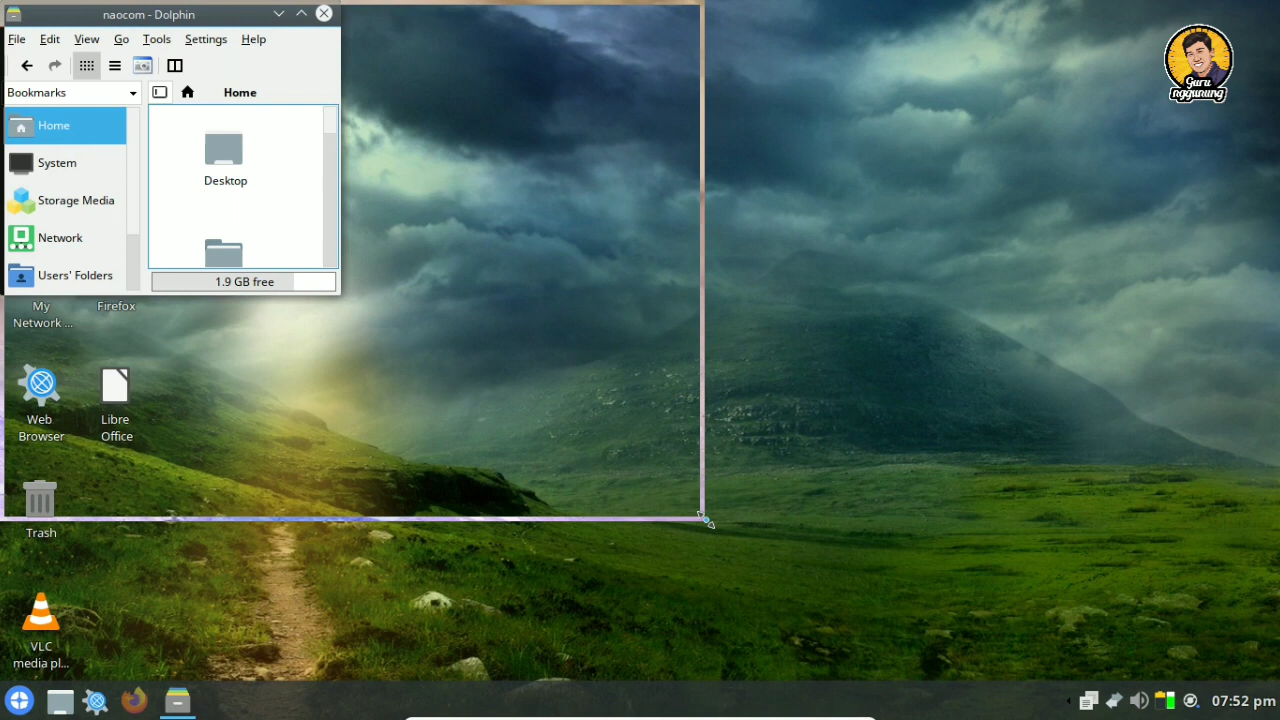 naocom - Dolphin
File Edit View Go Tools Settings Help
Bookmarks
Home
Home
System
Storage Media
Network
Users' Folders
Desktop
1.9 GB free
My
Network ...
Firefox
Web
Browser
Libre
Office
Trash
VLC
media pl...
Guru
nggunung
07:52 pm